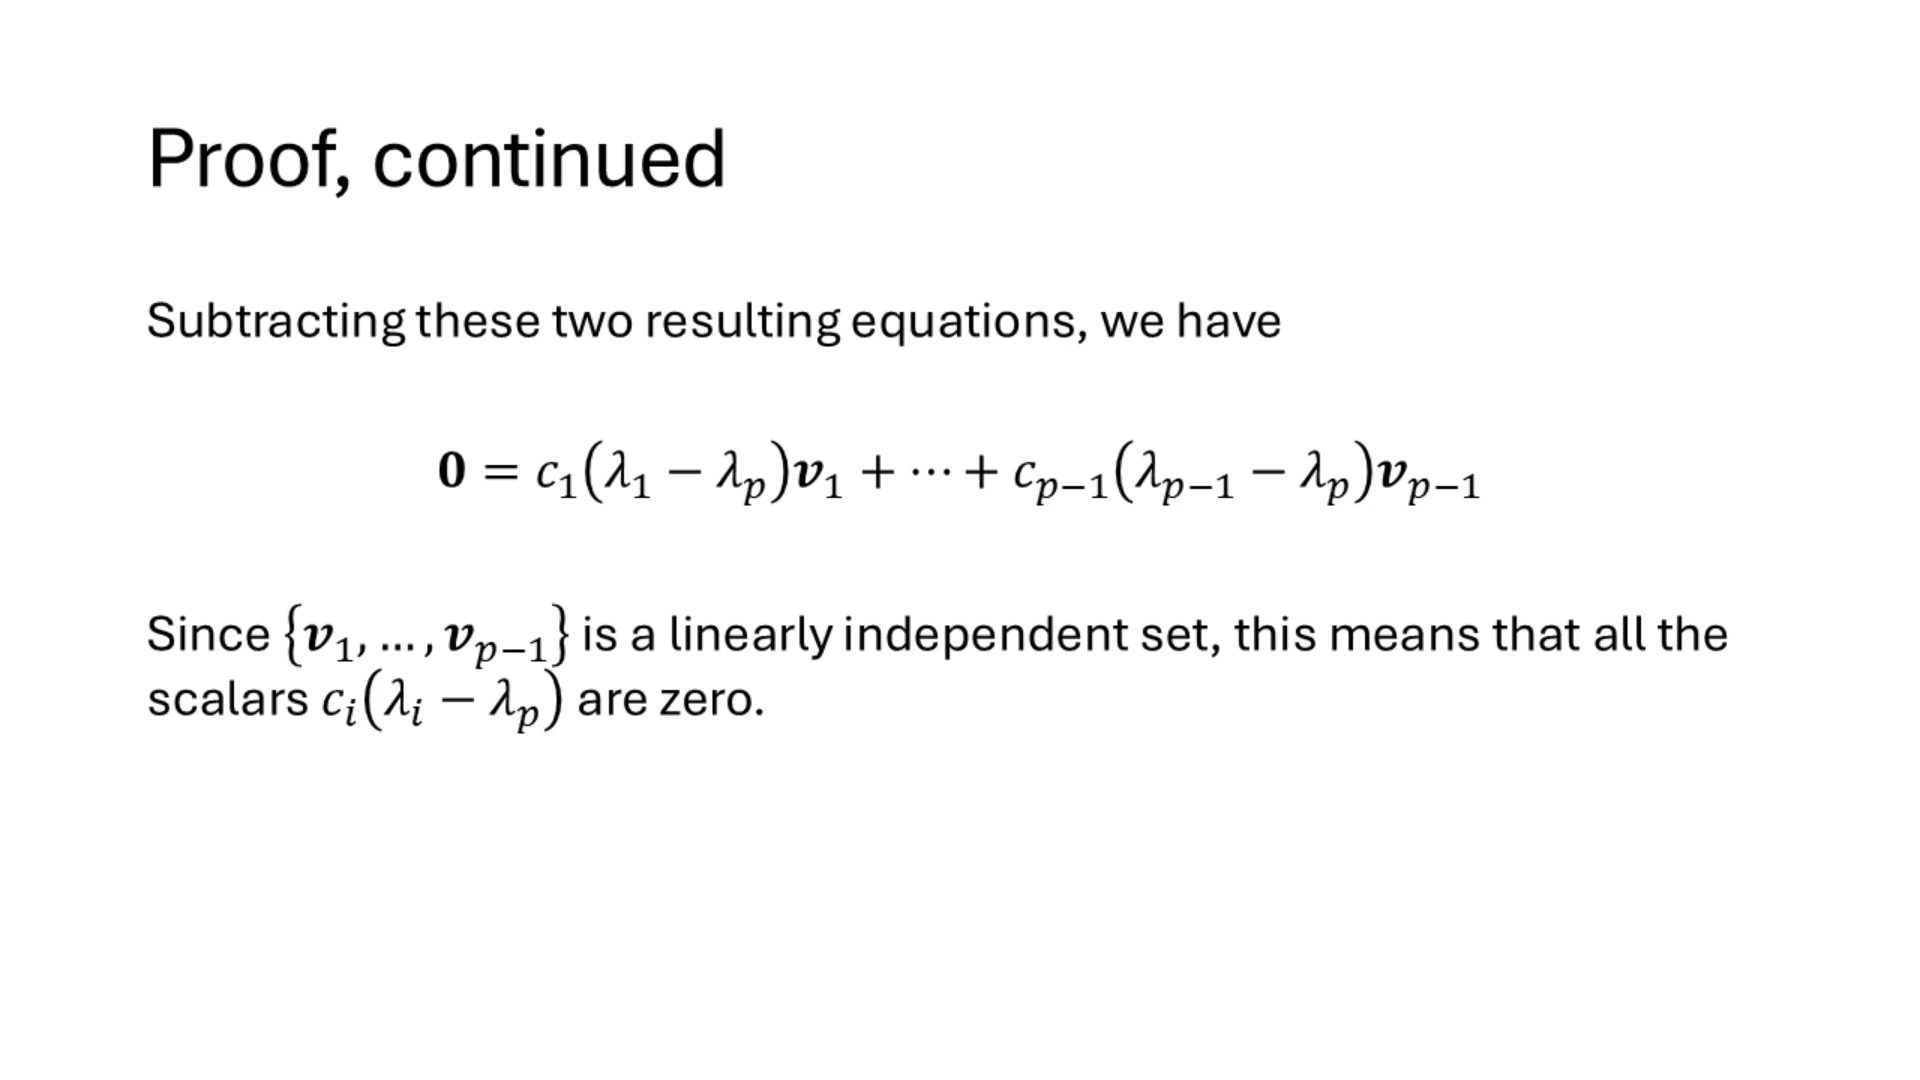 Proof, continued
Subtracting these two resulting equations, we have
𝟎 = c₁(λ₁ − λₚ)𝒗₁ + ⋯ + cₚ₋₁(λₚ₋₁ − λₚ)𝒗ₚ₋₁
Since {𝒗₁, … , 𝒗ₚ₋₁} is a linearly independent set, this means that all the
scalars cᵢ(λᵢ − λₚ) are zero.